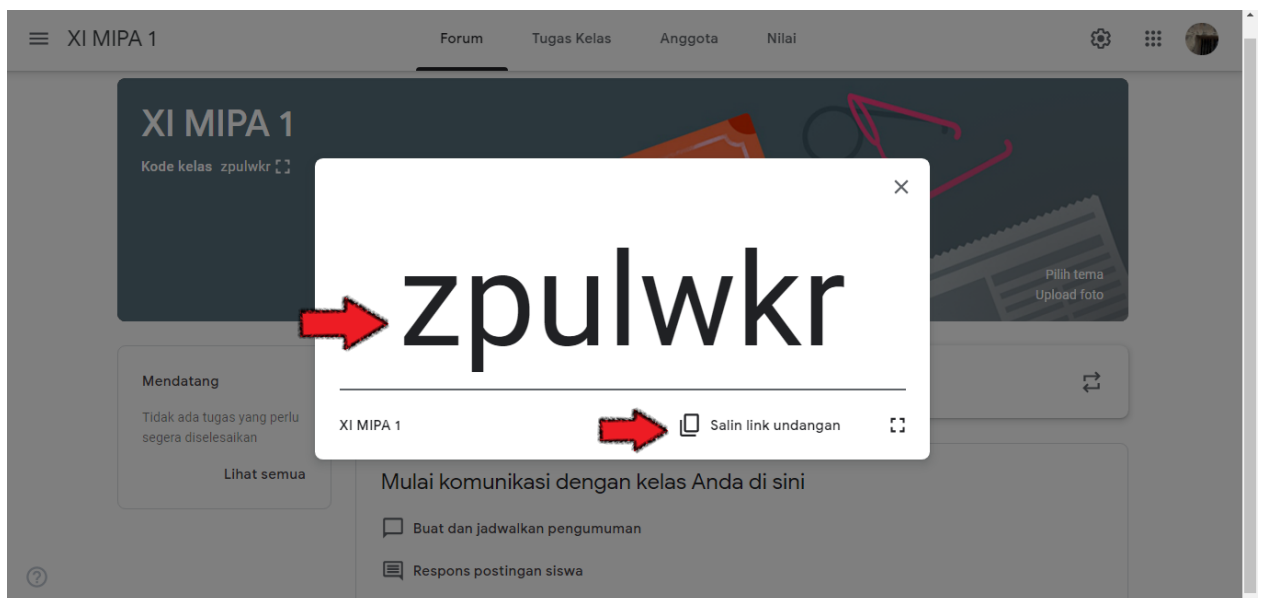 XI MIPA 1
Forum Tugas Kelas Anggota Nilai
XI MIPA 1
Kode kelas zpulwkr
zpulwkr
XI MIPA 1
Salin link undangan
Pilih tema
Upload foto
Mendatang
Tidak ada tugas yang perlu
segera diselesaikan
Lihat semua
Mulai komunikasi dengan kelas Anda di sini
Buat dan jadwalkan pengumuman
Respons postingan siswa